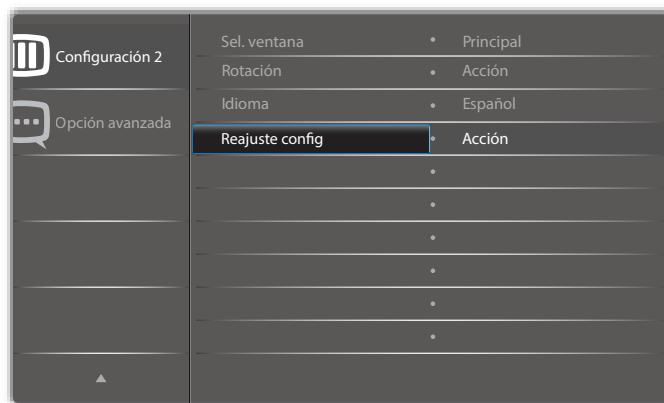 Configuración 2
Opción avanzada
Sel. ventana • Principal
Rotación • Acción
Idioma • Español
Reajuste config • Acción